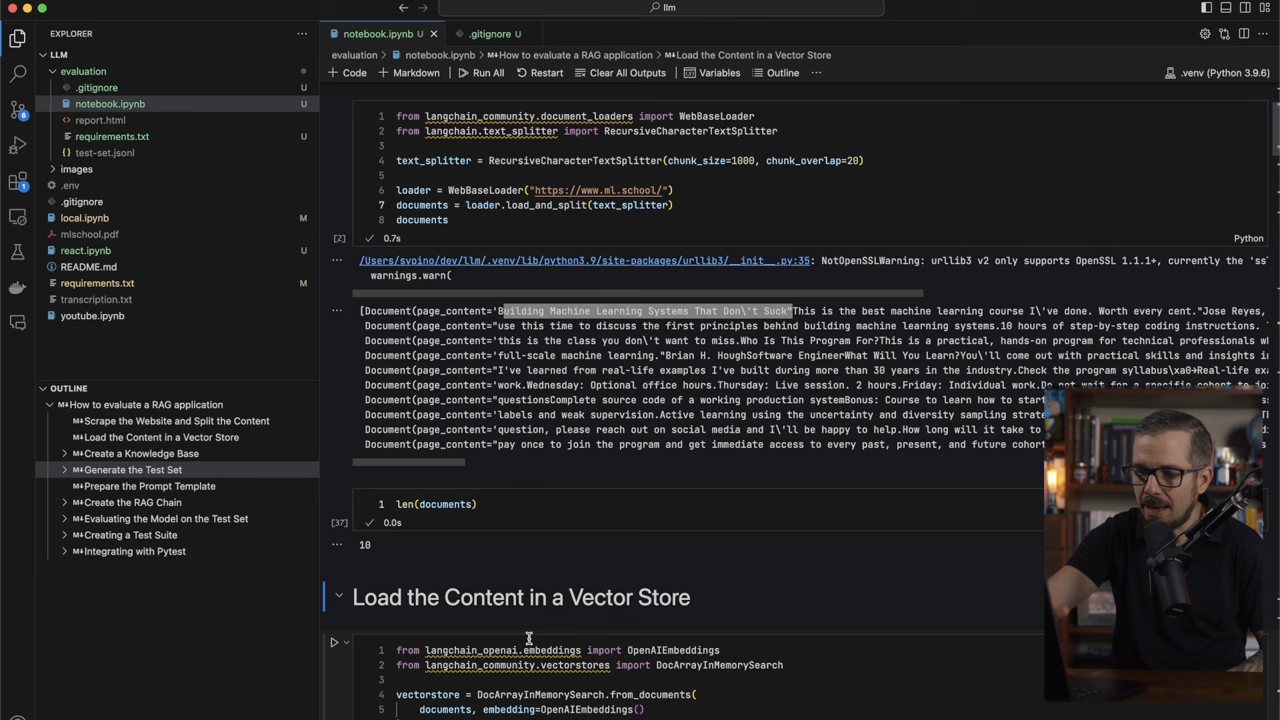 llm
EXPLORER
notebook.ipynb
.gitignore U
LLM
evaluation > notebook.ipynb > M↓How to evaluate a RAG application > M↓Load the Content in a Vector Store
evaluation
+ Code + Markdown Run All Restart Clear All Outputs Variables Outline ... .venv (Python 3.9.6)
.gitignore U
notebook.ipynb U
report.html
requirements.txt U
test-set.jsonl
images
.env
.gitignore
local.ipynb M
mlschool.pdf
react.ipynb U
README.md
requirements.txt M
transcription.txt
youtube.ipynb
6
1
OUTLINE
M↓How to evaluate a RAG application
M↓Scrape the Website and Split the Content
M↓Load the Content in a Vector Store
M↓Create a Knowledge Base
M↓Generate the Test Set
M↓Prepare the Prompt Template
M↓Create the RAG Chain
M↓Evaluating the Model on the Test Set
M↓Creating a Test Suite
M↓Integrating with Pytest
1 from langchain_community.document_loaders import WebBaseLoader
2 from langchain.text_splitter import RecursiveCharacterTextSplitter
3
4 text_splitter = RecursiveCharacterTextSplitter(chunk_size=1000, chunk_overlap=20)
5
6 loader = WebBaseLoader("https://www.ml.school/")
7 documents = loader.load_and_split(text_splitter)
8 documents
[2] 0.7s Python
/Users/svpino/dev/llm/.venv/lib/python3.9/site-packages/urllib3/__init__.py:35: NotOpenSSLWarning: urllib3 v2 only supports OpenSSL 1.1.1+, currently the 'ss
warnings.warn(
[Document(page_content='Building Machine Learning Systems That Don\'t Suck"This is the best machine learning course I\'ve done. Worth every cent."Jose Reyes,
Document(page_content="use this time to discuss the first principles behind building machine learning systems.10 hours of step-by-step coding instructions.
Document(page_content='this is the class you don\'t want to miss.Who Is This Program For?This is a practical, hands-on program for technical professionals w
Document(page_content='full-scale machine learning."Brian H. HoughSoftware EngineerWhat Will You Learn?You\'ll come out with practical skills and insights i
Document(page_content="I've learned from real-life examples I've built during more than 30 years in the industry.Check the program syllabus\xa0→Real-life exa
Document(page_content='work.Wednesday: Optional office hours.Thursday: Live session. 2 hours.Friday: Individual work.Do not wait for a specific cohort to jo
Document(page_content="questionsComplete source code of a working production systemBonus: Course to learn how to start
Document(page_content='labels and weak supervision.Active learning using the uncertainty and diversity sampling strate
Document(page_content='question, please reach out on social media and I\'ll be happy to help.How long will it take to
Document(page_content="pay once to join the program and get immediate access to every past, present, and future cohort
1 len(documents)
[37] 0.0s
10
Load the Content in a Vector Store
1 from langchain_openai.embeddings import OpenAIEmbeddings
2 from langchain_community.vectorstores import DocArrayInMemorySearch
3
4 vectorstore = DocArrayInMemorySearch.from_documents(
5 documents, embedding=OpenAIEmbeddings()